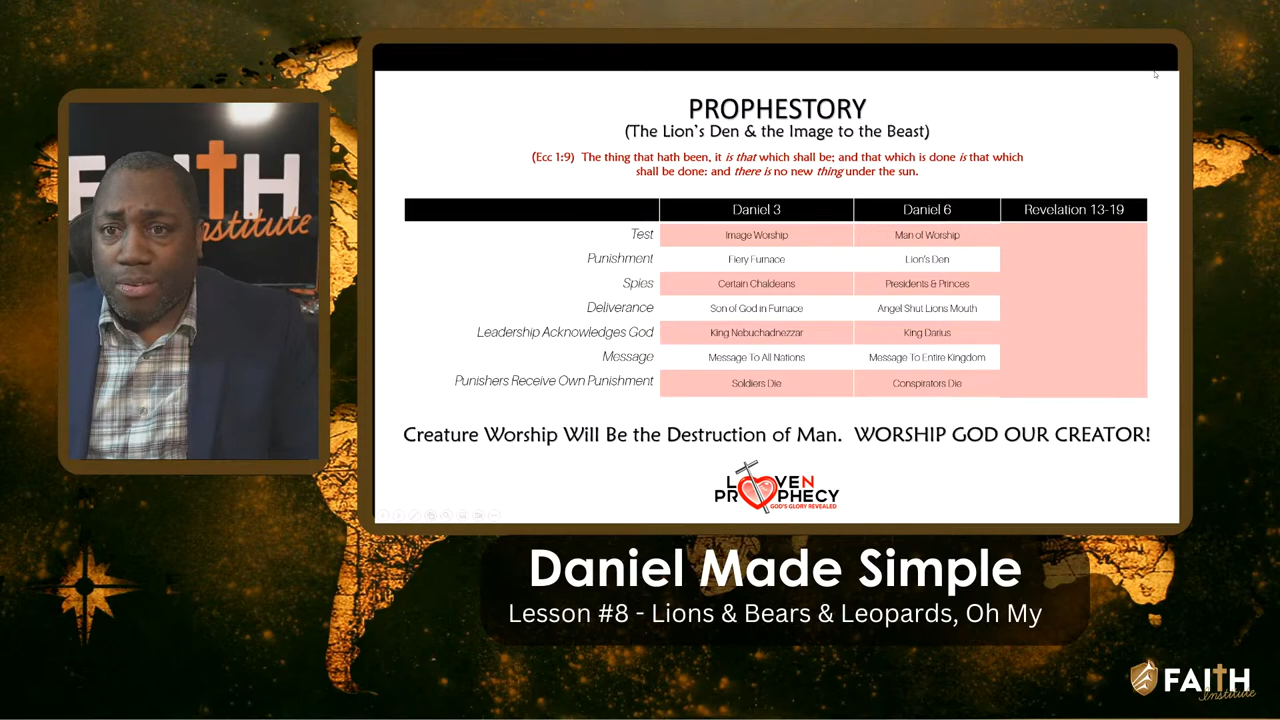 FAITH
Institute
PROPHESTORY
(The Lion's Den & the Image to the Beast)
(Ecc 1:9) The thing that hath been, it is that which shall be; and that which is done is that which
shall be done: and there is no new thing under the sun.
Daniel 3 Daniel 6 Revelation 13-19
Test Image Worship Man of Worship
Punishment Fiery Furnace Lion's Den
Spies Certain Chaldeans Presidents & Princes
Deliverance Son of God in Furnace Angel Shut Lions Mouth
Leadership Acknowledges God King Nebuchadnezzar King Darius
Message Message To All Nations Message To Entire Kingdom
Punishers Receive Own Punishment Soldiers Die Conspirators Die
Creature Worship Will Be the Destruction of Man. WORSHIP GOD OUR CREATOR!
LOVEN
PROPHECY
GOD'S GLORY REVEALED
Daniel Made Simple
Lesson #8 - Lions & Bears & Leopards, Oh My
FAITH
Institute